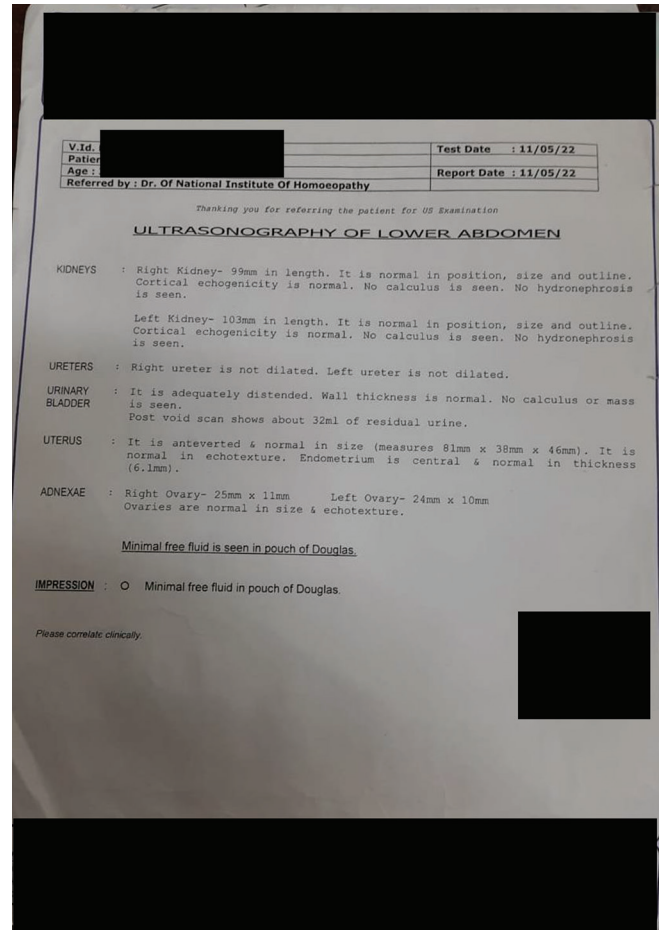 V.Id.
Test Date : 11/05/22
Age :
Report Date : 11/05/22
Referred by : Dr. Of National Institute Of Homoeopathy
Thanking you for referring the patient for US Examination
ULTRASONOGRAPHY OF LOWER ABDOMEN
KIDNEYS : Right Kidney- 99mm in length. It is normal in position, size and outline.
Cortical echogenicity is normal. No calculus is seen. No hydronephrosis
is seen.
Left Kidney- 103mm in length. It is normal in position, size and outline.
Cortical echogenicity is normal. No calculus is seen. No hydronephrosis
is seen.
URETERS : Right ureter is not dilated. Left ureter is not dilated.
URINARY BLADDER : It is adequately distended. Wall thickness is normal. No calculus or mass
is seen.
Post void scan shows about 32ml of residual urine.
UTERUS : It is anteverted & normal in size (measures 81mm x 38mm x 46mm). It is
normal in echotexture. Endometrium is central & normal in thickness
(6.1mm).
ADNEXAE : Right Ovary- 25mm x 11mm Left Ovary- 24mm x 10mm
Ovaries are normal in size & echotexture.
Minimal free fluid is seen in pouch of Douglas.
IMPRESSION : O Minimal free fluid in pouch of Douglas.
Please correlate clinically.